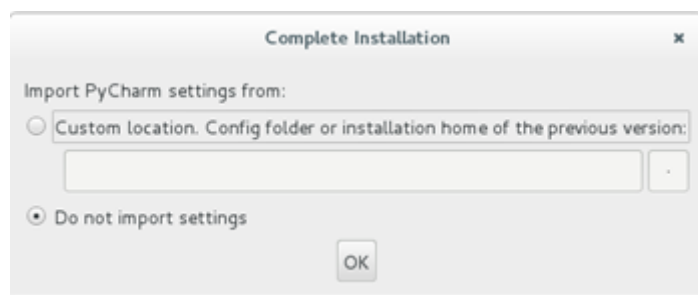 Complete Installation
Import PyCharm settings from:
Custom location. Config folder or installation home of the previous version:
Do not import settings
OK